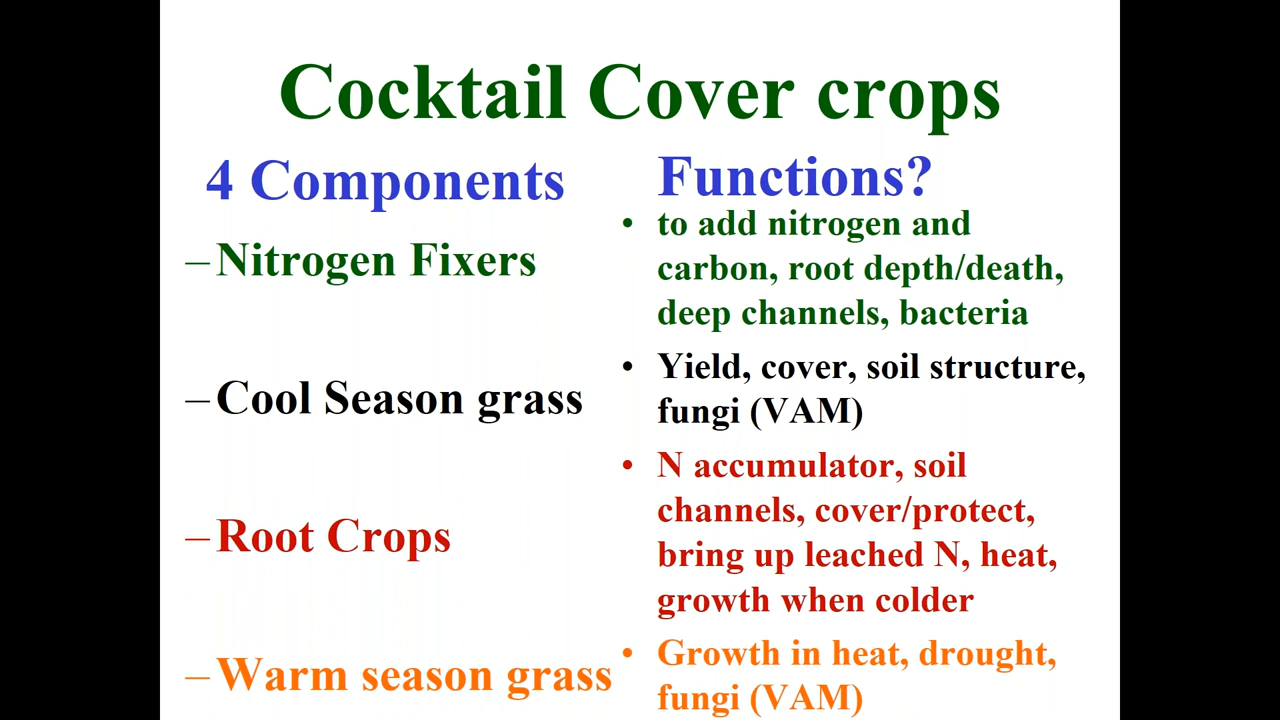 Cocktail Cover crops
4 Components
–Nitrogen Fixers
–Cool Season grass
–Root Crops
–Warm season grass
Functions?
• to add nitrogen and
carbon, root depth/death,
deep channels, bacteria
• Yield, cover, soil structure,
fungi (VAM)
• N accumulator, soil
channels, cover/protect,
bring up leached N, heat,
growth when colder
• Growth in heat, drought,
fungi (VAM)